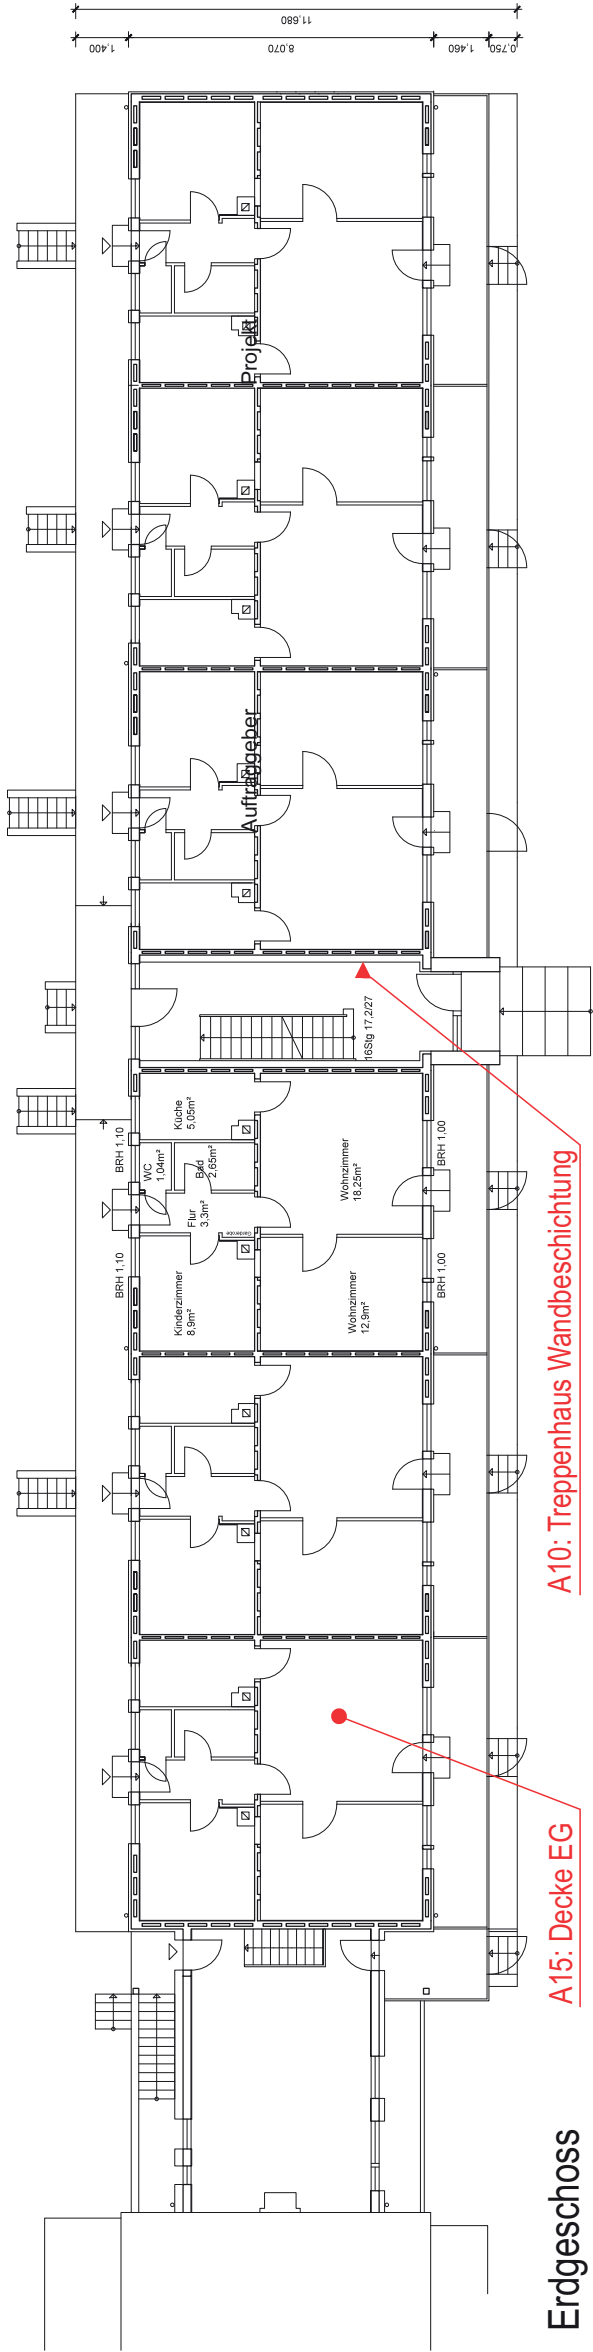 11,680
1,400
8,070
1,460
0,750
Projekt
Auftraggeber
16Stg 17,2/27
BRH 1,10
BRH 1,10
Küche
5,05m²
WC
1,04m²
Bad
2,65m²
Flur
3,3m²
Garderobe
Kinderzimmer
8,9m²
Wohnzimmer
18,25m²
Wohnzimmer
12,9m²
BRH 1,00
BRH 1,00
A10: Treppenhaus Wandbeschichtung
A15: Decke EG
Erdgeschoss